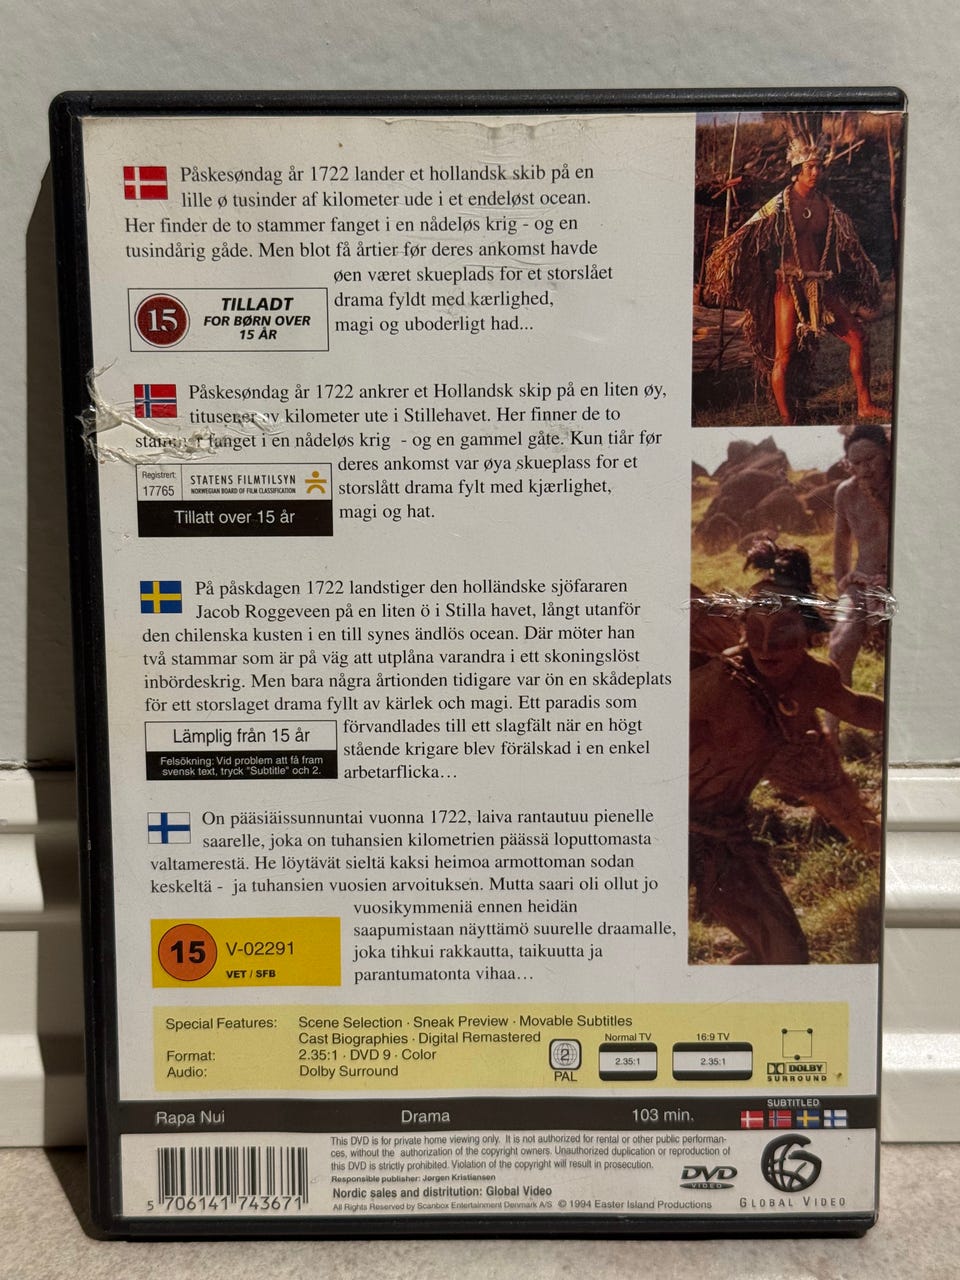 Påskesøndag år 1722 lander et hollandsk skib på en
lille ø tusinder af kilometer ude i et endeløst ocean.
Her finder de to stammer fanget i en nådeløs krig - og en
tusindårig gåde. Men blot få årtier før deres ankomst havde
øen været skueplads for et storslået
drama fyldt med kærlighed,
magi og uboderligt had...
15
TILLADT
FOR BØRN OVER
15 ÅR
Påskesøndag år 1722 ankrer et Hollandsk skip på en liten øy,
titusener av kilometer ute i Stillehavet. Her finner de to
fanget i en nådeløs krig - og en gammel gåte. Kun tiår før
deres ankomst var øya skueplass for et
storslått drama fylt med kjærlighet,
magi og hat.
Registrert:
17765
STATENS FILMTILSYN
NORWEGIAN BOARD OF FILM CLASSIFICATION
Tillatt over 15 år
På påskdagen 1722 landstiger den holländske sjöfararen
Jacob Roggeveen på en liten ö i Stilla havet, långt utanför
den chilenska kusten i en till synes ändlös ocean. Där möter han
två stammar som är på väg att utplåna varandra i ett skoningslöst
inbördeskrig. Men bara några årtionden tidigare var ön en skådeplats
för ett storslaget drama fyllt av kärlek och magi. Ett paradis som
förvandlades till ett slagfält när en högt
stående krigare blev förälskad i en enkel
arbetarflicka...
Lämplig från 15 år
Felsökning: Vid problem att få fram
svensk text, tryck "Subtitle" och 2.
On pääsiäissunnuntai vuonna 1722, laiva rantautuu pienelle
saarelle, joka on tuhansien kilometrien päässä loputtomasta
valtamerestä. He löytävät sieltä kaksi heimoa armottoman sodan
keskeltä - ja tuhansien vuosien arvoituksen. Mutta saari oli ollut jo
vuosikymmeniä ennen heidän
saapumistaan näyttämö suurelle draamalle,
joka tihkui rakkautta, taikuutta ja
parantumatonta vihaa...
15
V-02291
VET / SFB
Special Features: Scene Selection · Sneak Preview · Movable Subtitles
Cast Biographies · Digital Remastered
Format: 2.35:1 · DVD 9 · Color
Audio: Dolby Surround
2
PAL
Normal TV
2.35:1
16:9 TV
2.35:1
DOLBY
SURROUND
Rapa Nui Drama 103 min.
SUBTITLED
This DVD is for private home viewing only. It is not authorized for rental or other public performan-
ces, without the authorization of the copyright owners. Unauthorized duplication or reproduction of
this DVD is strictly prohibited. Violation of the copyright will result in prosecution.
Responsible publisher: Jørgen Kristiansen
Nordic sales and distribution: Global Video
All Rights Reserved by Scanbox Entertainment Denmark A/S © 1994 Easter Island Productions
5 706141 743671
DVD
VIDEO
GLOBAL VIDEO